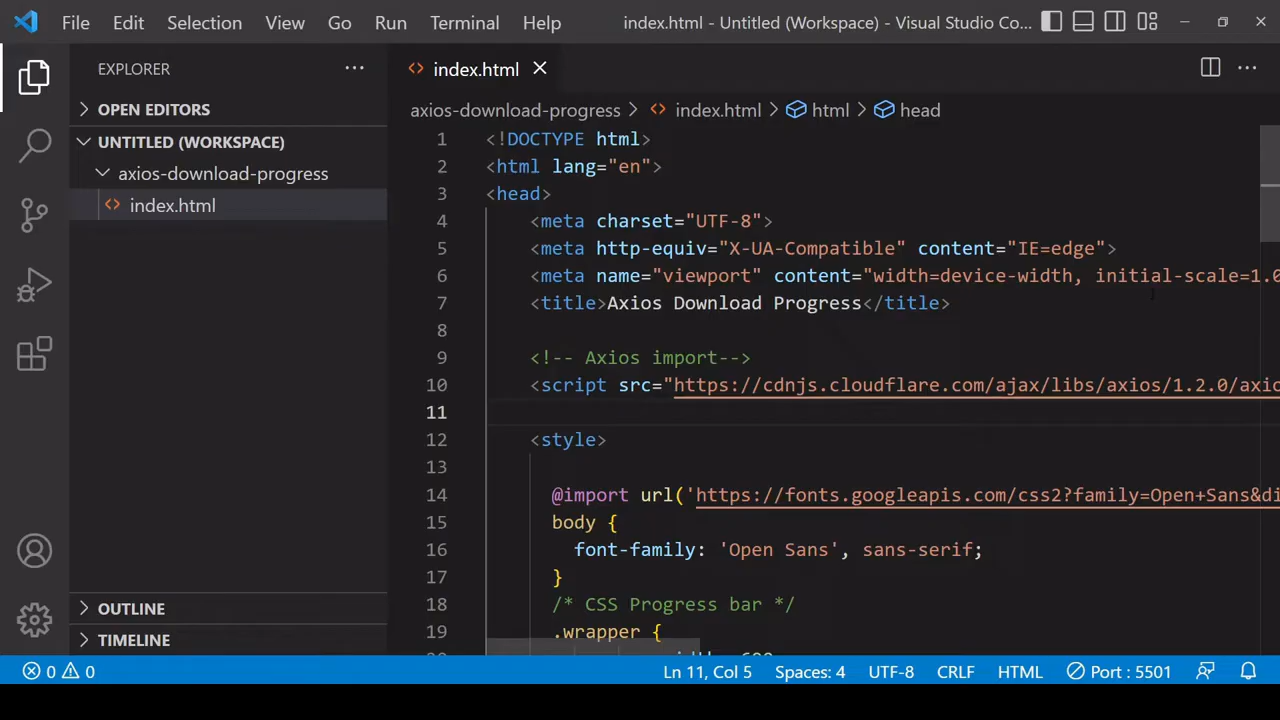 File Edit Selection View Go Run Terminal Help index.html - Untitled (Workspace) - Visual Studio Co...
EXPLORER
OPEN EDITORS
UNTITLED (WORKSPACE)
axios-download-progress
index.html
OUTLINE
TIMELINE
index.html
axios-download-progress > index.html > html > head
1 <!DOCTYPE html>
2 <html lang="en">
3 <head>
4 <meta charset="UTF-8">
5 <meta http-equiv="X-UA-Compatible" content="IE=edge">
6 <meta name="viewport" content="width=device-width, initial-scale=1.0
7 <title>Axios Download Progress</title>
8
9 <!-- Axios import-->
10 <script src="https://cdnjs.cloudflare.com/ajax/libs/axios/1.2.0/axio
11
12 <style>
13
14 @import url('https://fonts.googleapis.com/css2?family=Open+Sans&di
15 body {
16 font-family: 'Open Sans', sans-serif;
17 }
18 /* CSS Progress bar */
19 .wrapper {
0 0 Ln 11, Col 5 Spaces: 4 UTF-8 CRLF HTML Port : 5501